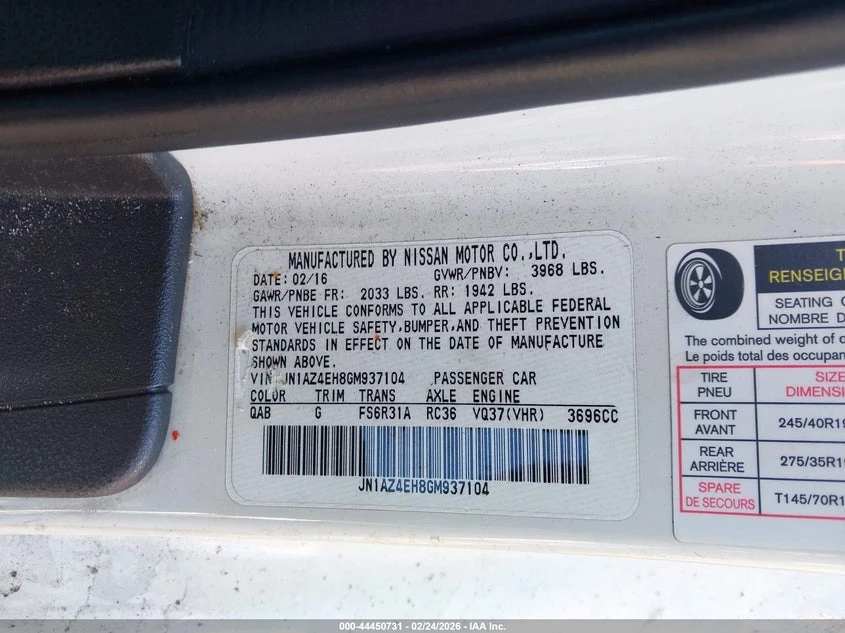 MANUFACTURED BY NISSAN MOTOR CO.,LTD.
DATE: 02/16 GVWR/PNBV: 3968 LBS.
GAWR/PNBE FR: 2033 LBS. RR: 1942 LBS.
THIS VEHICLE CONFORMS TO ALL APPLICABLE FEDERAL
MOTOR VEHICLE SAFETY,BUMPER,AND THEFT PREVENTION
STANDARDS IN EFFECT ON THE DATE OF MANUFACTURE
SHOWN ABOVE.
VIN JN1AZ4EH8GM937104 PASSENGER CAR
COLOR TRIM TRANS AXLE ENGINE
QAB G FS6R31A RC36 VQ37(VHR) 3696CC
JN1AZ4EH8GM937104
RENSEIG
SEATING
NOMBRE
The combined weight of
Le poids total des occupan
TIRE SIZE
PNEU DIMENSI
FRONT
AVANT
245/40R19
REAR
ARRIÈRE
275/35R19
SPARE
DE SECOURS
T145/70R1
000-44450731 - 02/24/2026 - IAA Inc.